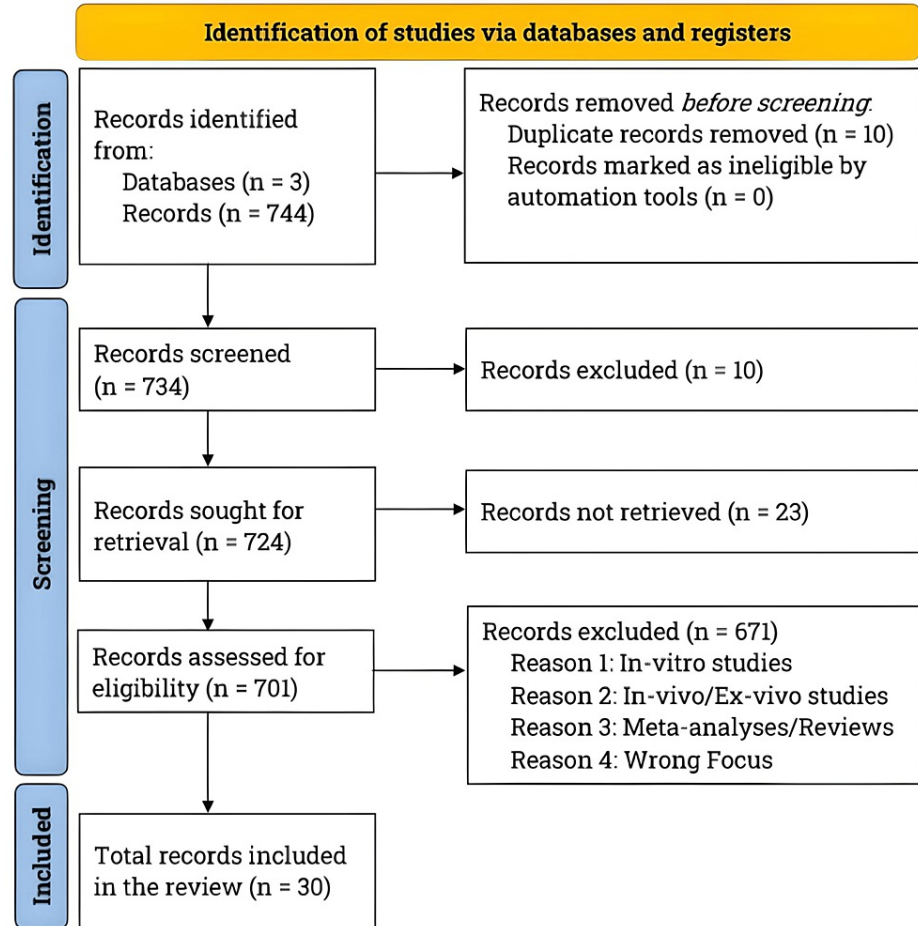 Identification of studies via databases and registers
Identification
Records identified
from:
Databases (n = 3)
Records (n = 744)
Records removed before screening:
Duplicate records removed (n = 10)
Records marked as ineligible by
automation tools (n = 0)
Screening
Records screened
(n = 734)
Records excluded (n = 10)
Records sought for
retrieval (n = 724)
Records not retrieved (n = 23)
Records assessed for
eligibility (n = 701)
Records excluded (n = 671)
Reason 1: In-vitro studies
Reason 2: In-vivo/Ex-vivo studies
Reason 3: Meta-analyses/Reviews
Reason 4: Wrong Focus
Included
Total records included
in the review (n = 30)